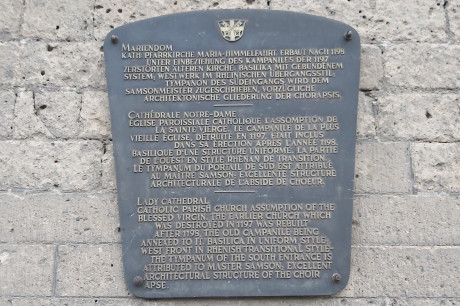 Mariendom
Kath. Pfarrkirche Maria-Himmelfahrt. Erbaut nach 1198
unter Einbeziehung des Kampaniles der 1197
zerstörten älteren Kirche. Basilika mit gebundenem
System, Westwerk im rheinischen Übergangsstil.
Tympanon des Südeingangs wird dem
Samsonmeister zugeschrieben, vorzügliche
architektonische Gliederung der Chorapsis.
Cathédrale Notre-Dame
Église paroissiale catholique l'Assomption de
la Sainte Vierge, le campanile de la plus
vieille église, détruite en 1197, était inclus
dans sa érection après l'année 1198.
Basilique d'une structure uniforme. La partie
de l'ouest en style rhénan de transition.
Le tympanum du portail de sud est attribué
au maître Samson; excellente structure
architecturale de l'abside de choeur.
Lady Cathedral
Catholic Parish Church Assumption of the
Blessed Virgin. The earlier church which
was destroyed in 1197 was rebuilt
after 1198, the old campanile being
annexed to it. Basilica in uniform style,
west front in Rhenish transitional style.
The tympanum of the south entrance is
attributed to Master Samson; excellent
architectural structure of the choir
apse.